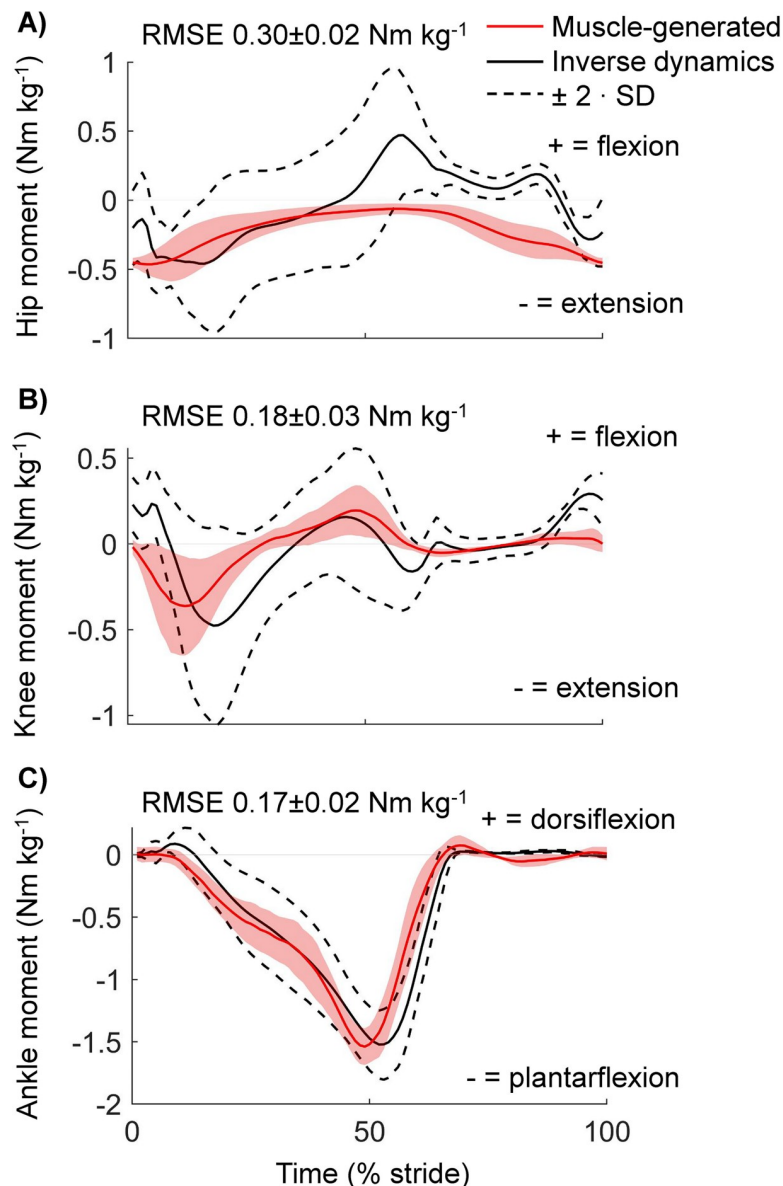 A)
RMSE 0.30±0.02 Nm kg⁻¹
Muscle-generated
Inverse dynamics
± 2 · SD
+ = flexion
- = extension
Hip moment (Nm kg⁻¹)
1
0.5
0
-0.5
-1
B)
RMSE 0.18±0.03 Nm kg⁻¹
+ = flexion
- = extension
Knee moment (Nm kg⁻¹)
0.5
0
-0.5
-1
C)
RMSE 0.17±0.02 Nm kg⁻¹
+ = dorsiflexion
- = plantarflexion
Ankle moment (Nm kg⁻¹)
0
-0.5
-1
-1.5
-2
0 50 100
Time (% stride)